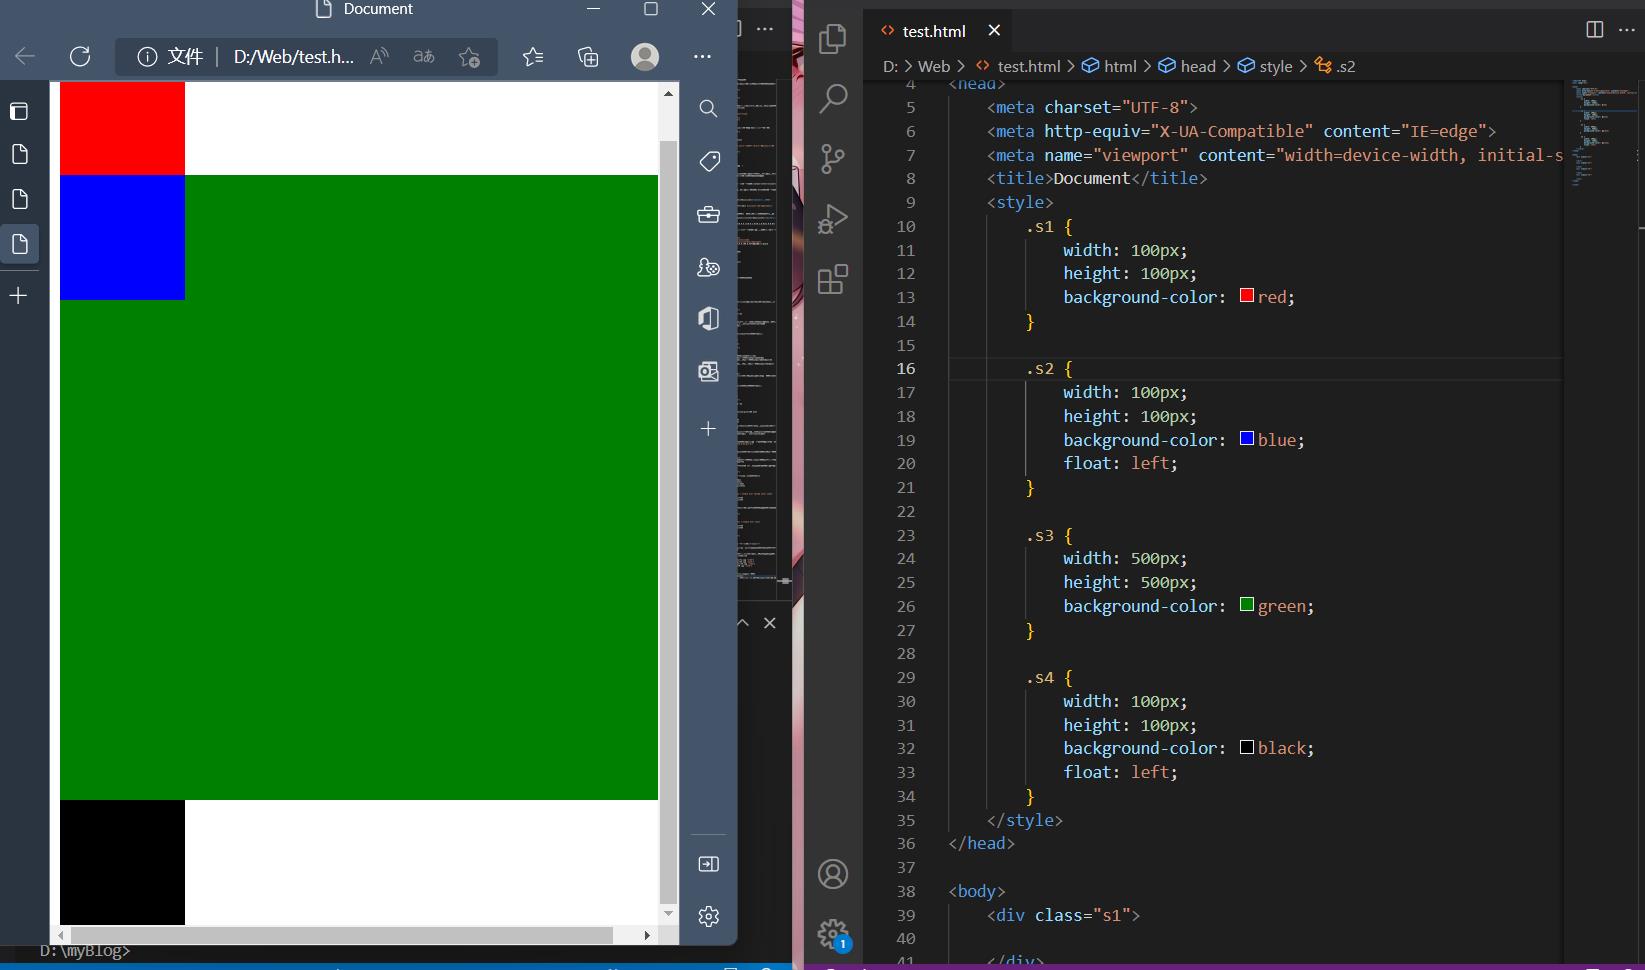 Document
文件
D:/Web/test.h...
D:\myBlog>
test.html
D: > Web > test.html > html > head > style > .s2
4 <head>
5 <meta charset="UTF-8">
6 <meta http-equiv="X-UA-Compatible" content="IE=edge">
7 <meta name="viewport" content="width=device-width, initial-s
8 <title>Document</title>
9 <style>
10 .s1 {
11 width: 100px;
12 height: 100px;
13 background-color: red;
14 }
15
16 .s2 {
17 width: 100px;
18 height: 100px;
19 background-color: blue;
20 float: left;
21 }
22
23 .s3 {
24 width: 500px;
25 height: 500px;
26 background-color: green;
27 }
28
29 .s4 {
30 width: 100px;
31 height: 100px;
32 background-color: black;
33 float: left;
34 }
35 </style>
36 </head>
37
38 <body>
39 <div class="s1">
40
41 </div>
1